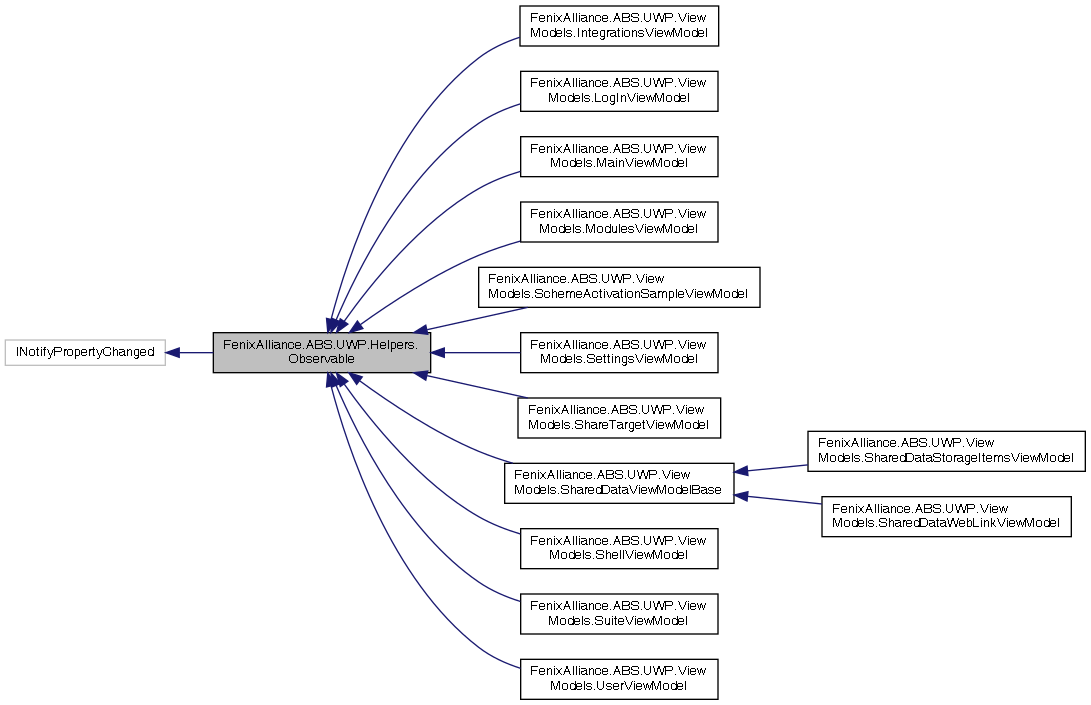 FenixAlliance.ABS.UWP.View
Models.IntegrationsViewModel
FenixAlliance.ABS.UWP.View
Models.LogInViewModel
FenixAlliance.ABS.UWP.View
Models.MainViewModel
FenixAlliance.ABS.UWP.View
Models.ModulesViewModel
FenixAlliance.ABS.UWP.View
Models.SchemeActivationSampleViewModel
INotifyPropertyChanged
FenixAlliance.ABS.UWP.Helpers.
Observable
FenixAlliance.ABS.UWP.View
Models.SettingsViewModel
FenixAlliance.ABS.UWP.View
Models.ShareTargetViewModel
FenixAlliance.ABS.UWP.View
Models.SharedDataViewModelBase
FenixAlliance.ABS.UWP.View
Models.SharedDataStorageItemsViewModel
FenixAlliance.ABS.UWP.View
Models.SharedDataWebLinkViewModel
FenixAlliance.ABS.UWP.View
Models.ShellViewModel
FenixAlliance.ABS.UWP.View
Models.SuiteViewModel
FenixAlliance.ABS.UWP.View
Models.UserViewModel